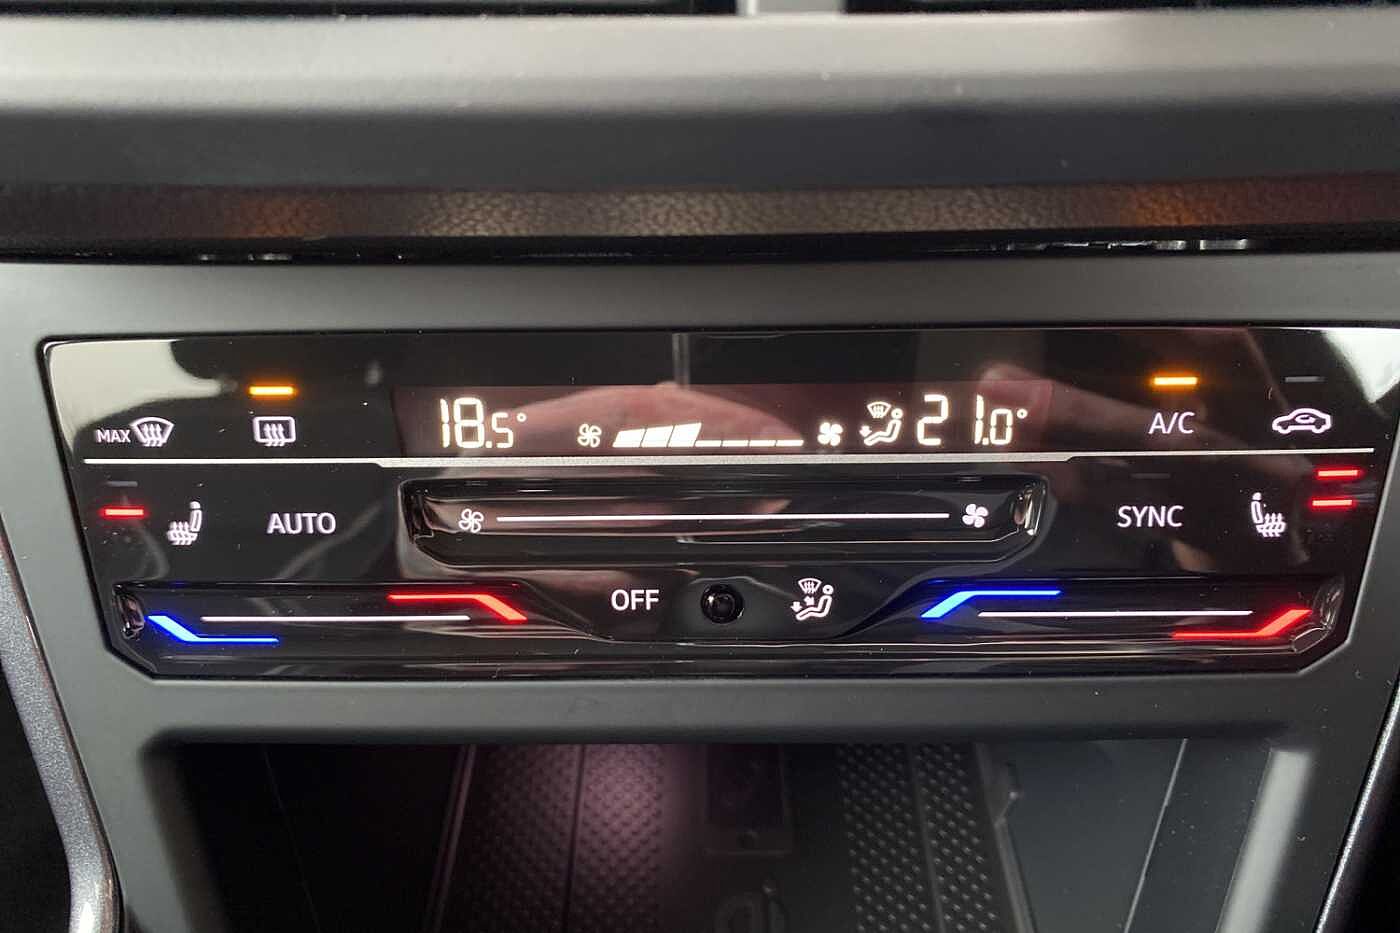 MAX 18.5° 21.0° A/C
AUTO SYNC
OFF